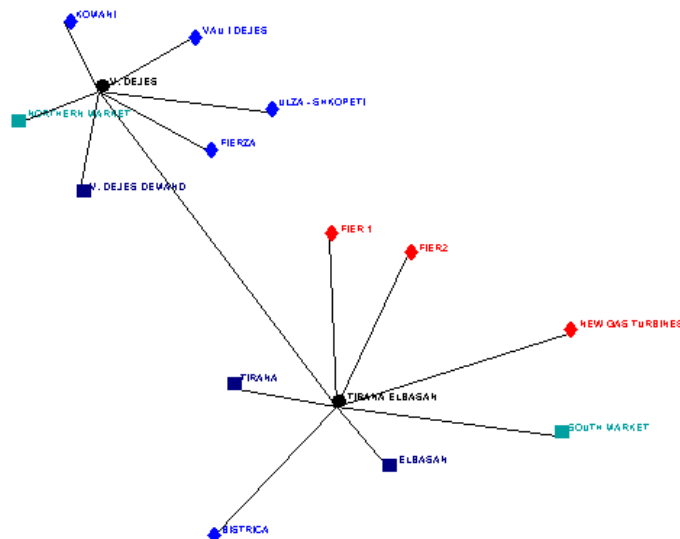 KOMANI
VAU I DEJES
V. DEJES
ULZA - SHKOPETI
NORTHERN MARKET
FIERZA
V. DEJES DEMAND
FIER 1
FIER2
NEW GAS TURBINES
TIRANA
TIRANA ELBASAN
SOUTH MARKET
ELBASAN
BISTRICA